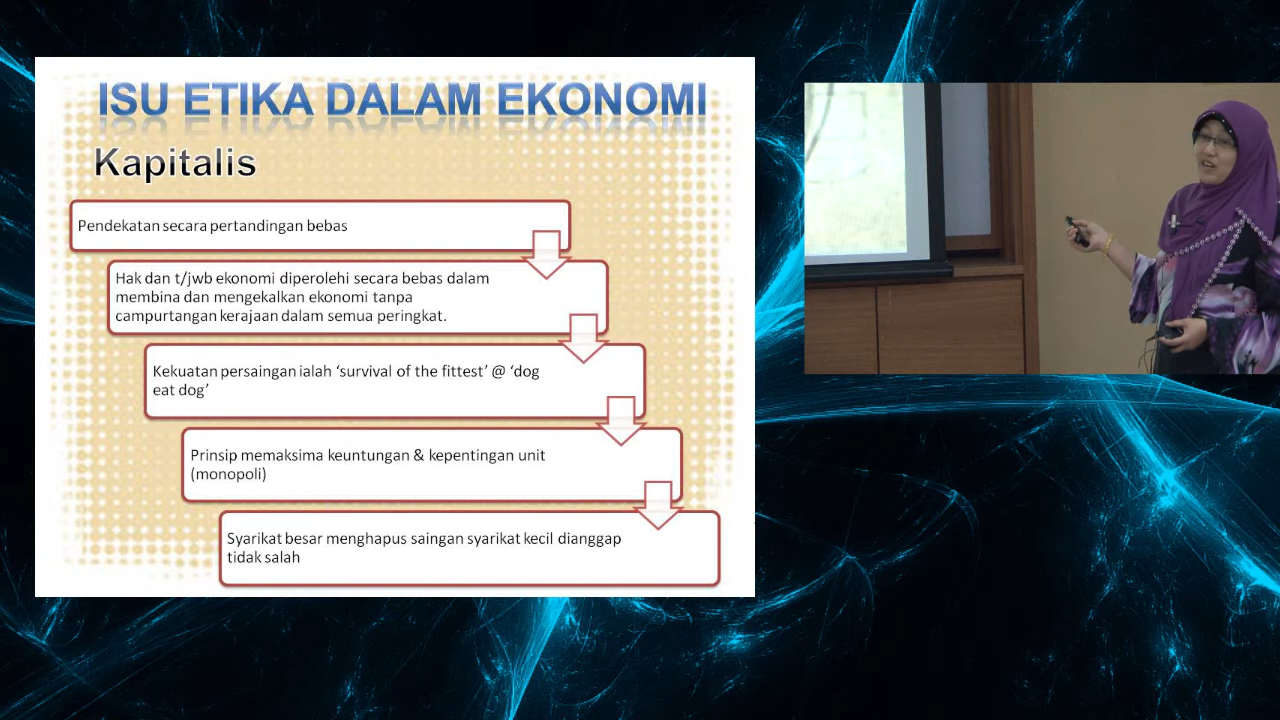 ISU ETIKA DALAM EKONOMI
Kapitalis
Pendekatan secara pertandingan bebas
Hak dan t/jwb ekonomi diperolehi secara bebas dalam
membina dan mengekalkan ekonomi tanpa
campurtangan kerajaan dalam semua peringkat.
Kekuatan persaingan ialah ‘survival of the fittest’ @ ‘dog
eat dog’
Prinsip memaksima keuntungan & kepentingan unit
(monopoli)
Syarikat besar menghapus saingan syarikat kecil dianggap
tidak salah